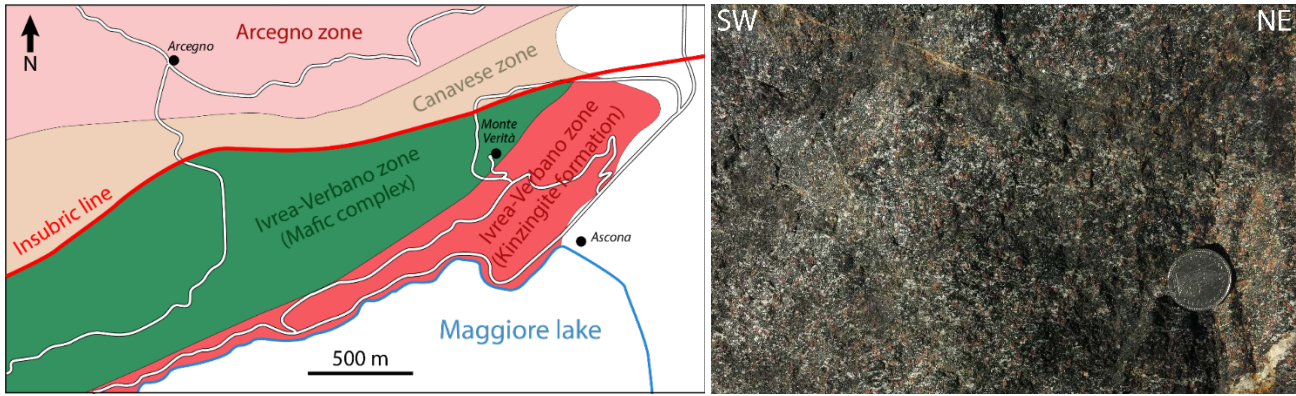 Arcegno zone
Arcegno
N
Canavese zone
Monte
Verità
Insubric line
Ivrea-Verbano zone
(Mafic complex)
Ivrea-Verbano zone
(Kinzingite formation)
Ascona
Maggiore lake
500 m
SW
NE